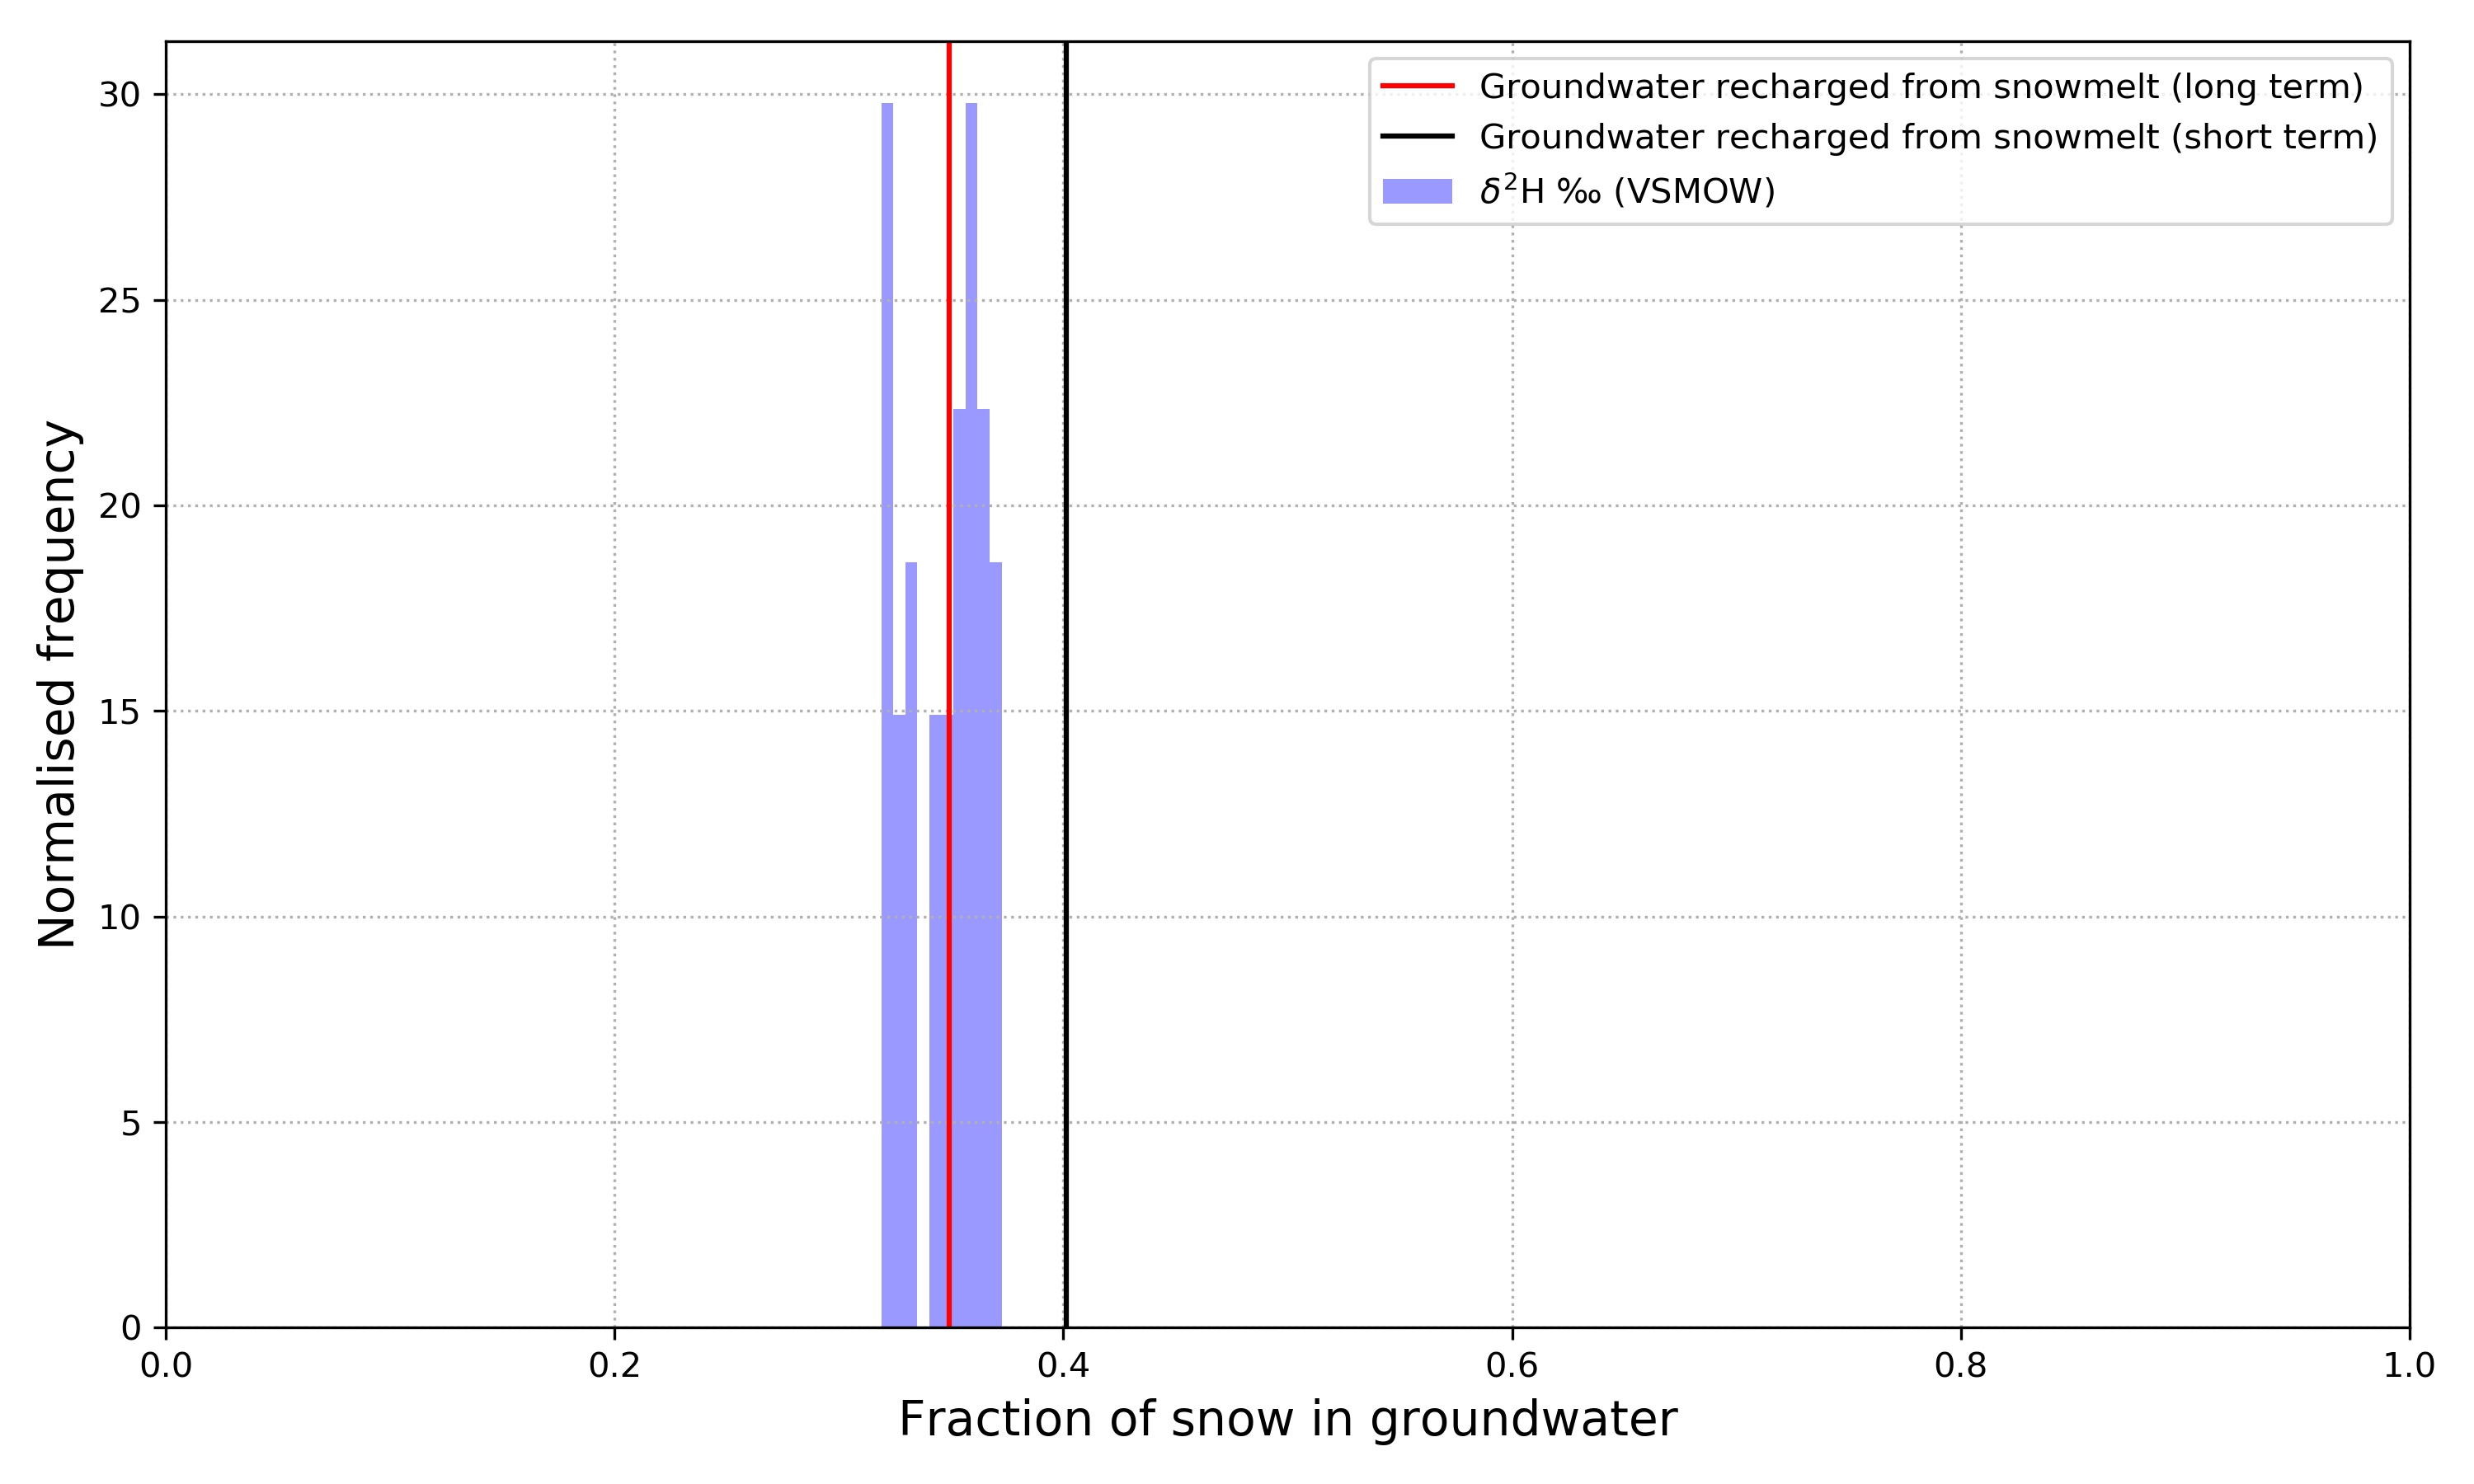 Groundwater recharged from snowmelt (long term)
Groundwater recharged from snowmelt (short term)
δ²H ‰ (VSMOW)
Normalised frequency
30
25
20
15
10
5
0
0.0 0.2 0.4 0.6 0.8 1.0
Fraction of snow in groundwater